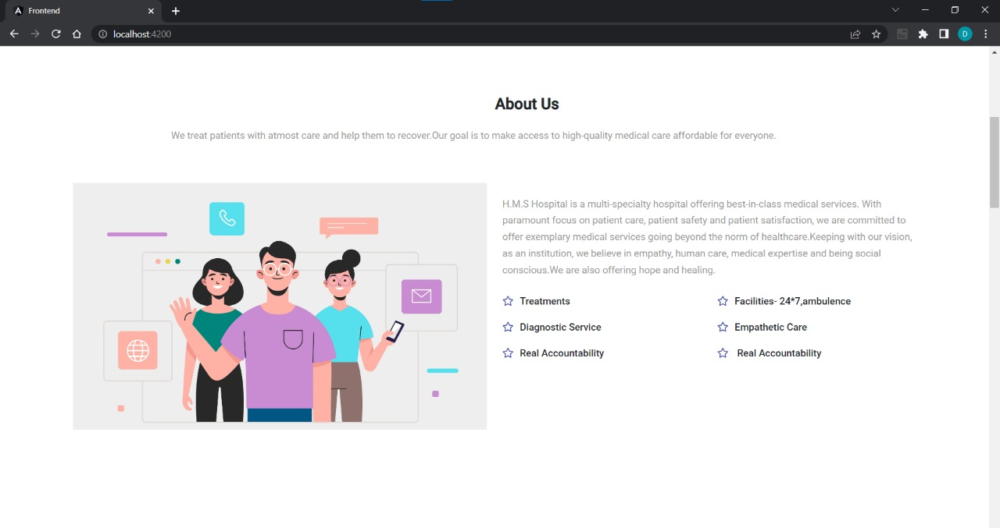 Frontend
localhost:4200
D
About Us
We treat patients with atmost care and help them to recover.Our goal is to make access to high-quality medical care affordable for everyone.
H.M.S Hospital is a multi-specialty hospital offering best-in-class medical services. With
paramount focus on patient care, patient safety and patient satisfaction, we are committed to
offer exemplary medical services going beyond the norm of healthcare.Keeping with our vision,
as an institution, we believe in empathy, human care, medical expertise and being social
conscious.We are also offering hope and healing.
Treatments
Facilities- 24*7,ambulence
Diagnostic Service
Empathetic Care
Real Accountability
Real Accountability